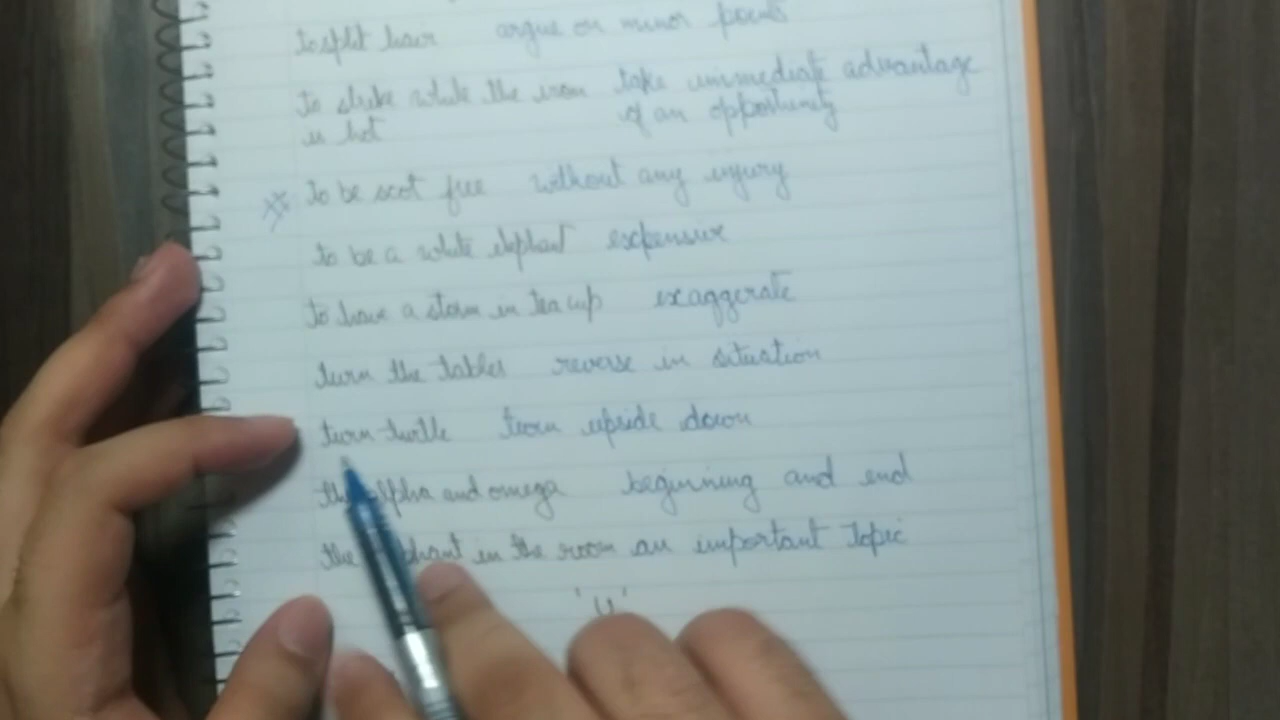 to split hair argue on minor points
to strike while the iron take immediate advantage
is hot of an opportunity
to be scot free without any injury
to be a white elephant expensive
to have a storm in tea cup exaggerate
turn the tables reverse in situation
turn turtle turn upside down
the alpha and omega beginning and end
the elephant in the room an important topic
'U'